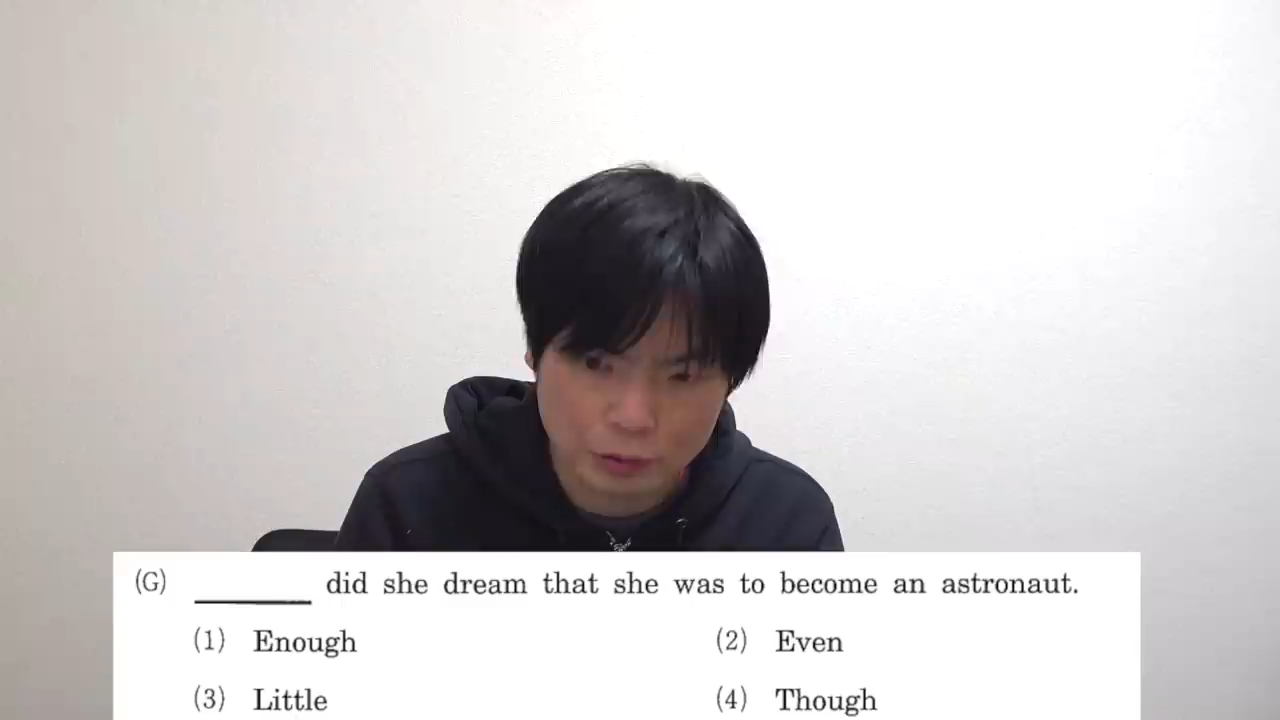 (G) ________ did she dream that she was to become an astronaut.
(1) Enough (2) Even
(3) Little (4) Though